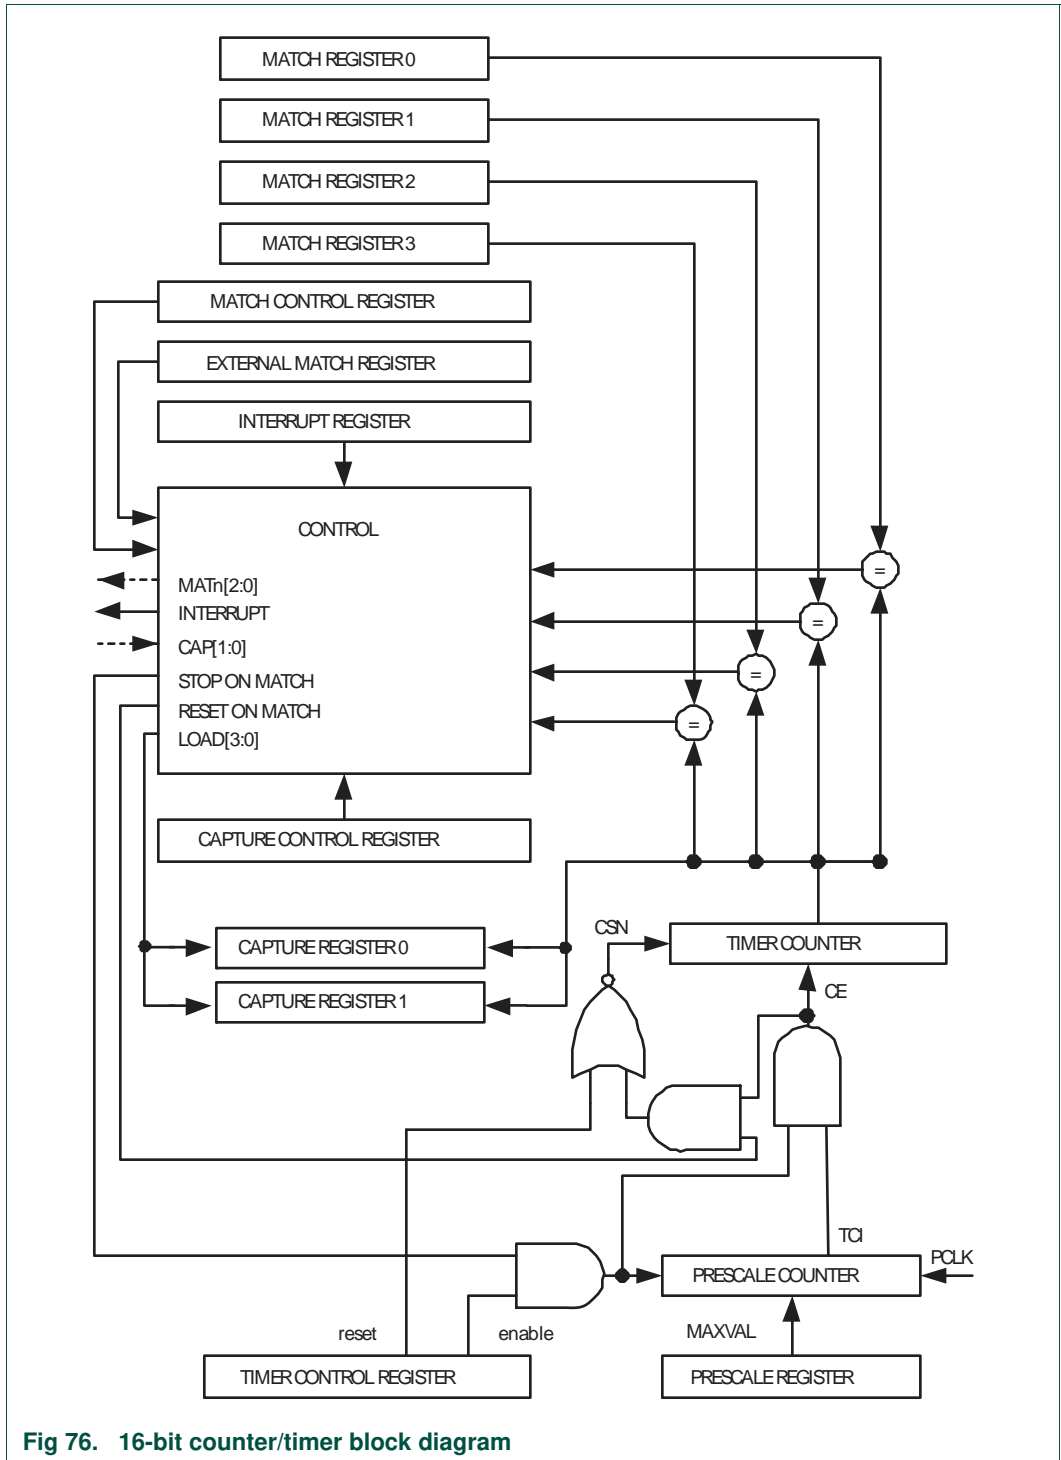 MATCH REGISTER 0
MATCH REGISTER 1
MATCH REGISTER 2
MATCH REGISTER 3
MATCH CONTROL REGISTER
EXTERNAL MATCH REGISTER
INTERRUPT REGISTER
CONTROL
=
=
=
=
MATn[2:0]
INTERRUPT
CAP[1:0]
STOP ON MATCH
RESET ON MATCH
LOAD[3:0]
CAPTURE CONTROL REGISTER
CSN
TIMER COUNTER
CAPTURE REGISTER 0
CE
CAPTURE REGISTER 1
TCI
PCLK
PRESCALE COUNTER
reset
enable
MAXVAL
TIMER CONTROL REGISTER
PRESCALE REGISTER
Fig 76. 16-bit counter/timer block diagram